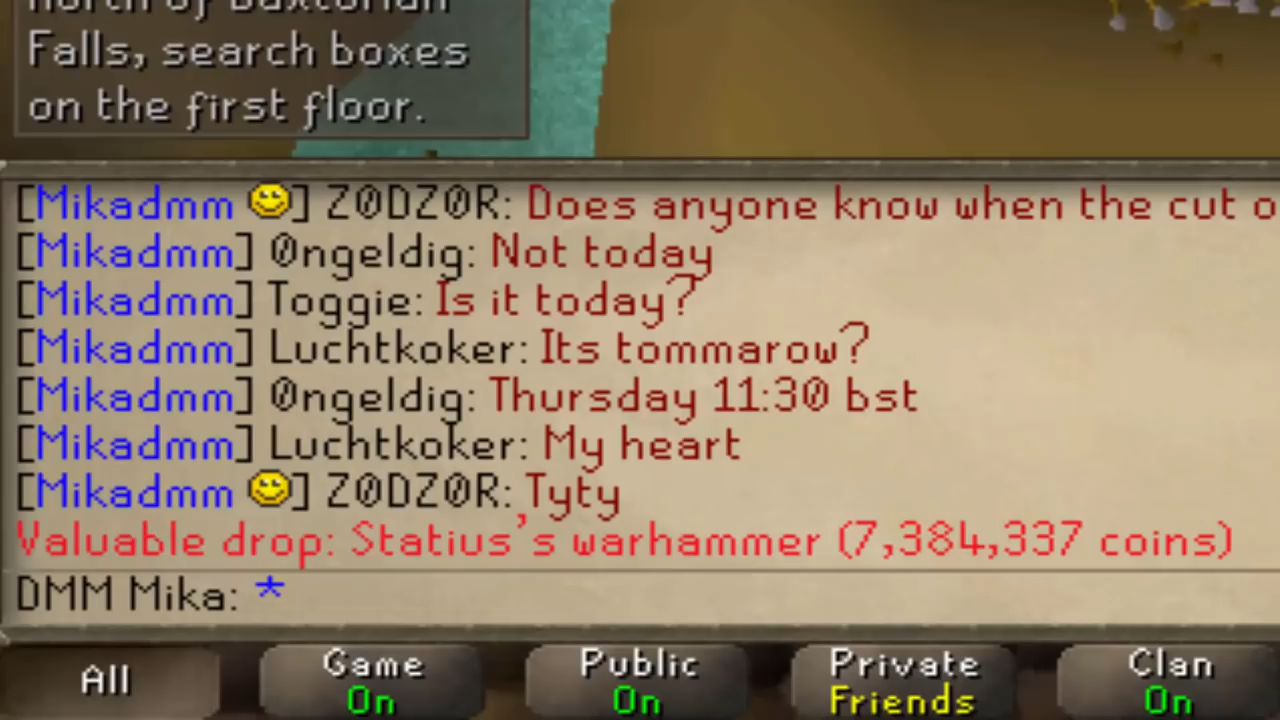 north of Baxtorian
Falls, search boxes
on the first floor.
[Mikadmm ] Z0DZ0R: Does anyone know when the cut o
[Mikadmm] 0ngeldig: Not today
[Mikadmm] Toggie: Is it today?
[Mikadmm] Luchtkoker: Its tommarow?
[Mikadmm] 0ngeldig: Thursday 11:30 bst
[Mikadmm] Luchtkoker: My heart
[Mikadmm ] Z0DZ0R: Tyty
Valuable drop: Statius's warhammer (7,384,337 coins)
DMM Mika: *
All
Game
On
Public
On
Private
Friends
Clan
On